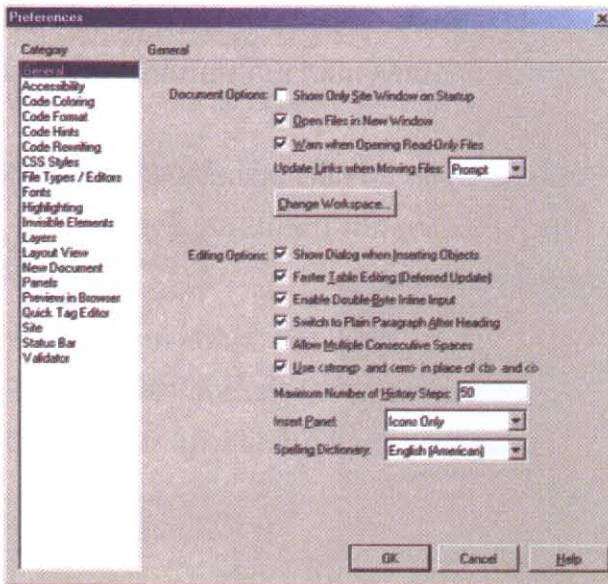 Preferences
Category
General
General
Accessibility
Code Coloring
Code Format
Code Hints
Code Rewriting
CSS Styles
File Types / Editors
Fonts
Highlighting
Invisible Elements
Layers
Layout View
New Document
Panels
Preview in Browser
Quick Tag Editor
Site
Status Bar
Validator
Document Options:
Show Only Site Window on Startup
Open Files in New Window
Warn when Opening Read-Only Files
Update Links when Moving Files: Prompt
Change Workspace...
Editing Options:
Show Dialog when Inserting Objects
Faster Table Editing (Deferred Update)
Enable Double-Byte Inline Input
Switch to Plain Paragraph After Heading
Allow Multiple Consecutive Spaces
Use <strong> and <em> in place of <b> and <i>
Maximum Number of History Steps: 50
Insert Panel: Icons Only
Spelling Dictionary: English (American)
OK Cancel Help